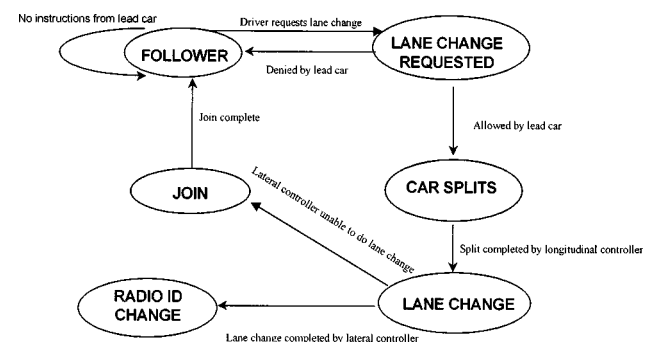 No instructions from lead car
Driver requests lane change
FOLLOWER
LANE CHANGE
REQUESTED
Denied by lead car
Join complete
Allowed by lead car
JOIN
Lateral controller unable to do lane change
CAR SPLITS
Split completed by longitudinal controller
RADIO ID
CHANGE
LANE CHANGE
Lane change completed by lateral controller